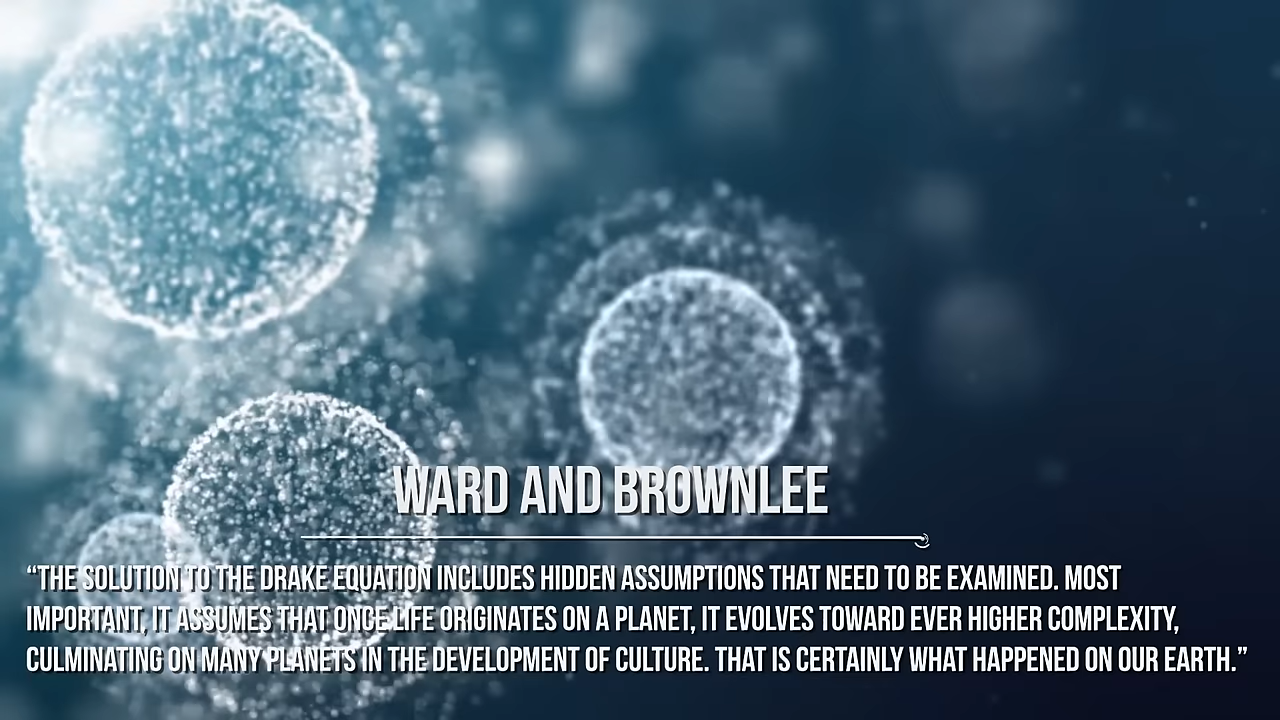 WARD AND BROWNLEE
“THE SOLUTION TO THE DRAKE EQUATION INCLUDES HIDDEN ASSUMPTIONS THAT NEED TO BE EXAMINED. MOST
IMPORTANT, IT ASSUMES THAT ONCE LIFE ORIGINATES ON A PLANET, IT EVOLVES TOWARD EVER HIGHER COMPLEXITY,
CULMINATING ON MANY PLANETS IN THE DEVELOPMENT OF CULTURE. THAT IS CERTAINLY WHAT HAPPENED ON OUR EARTH.”